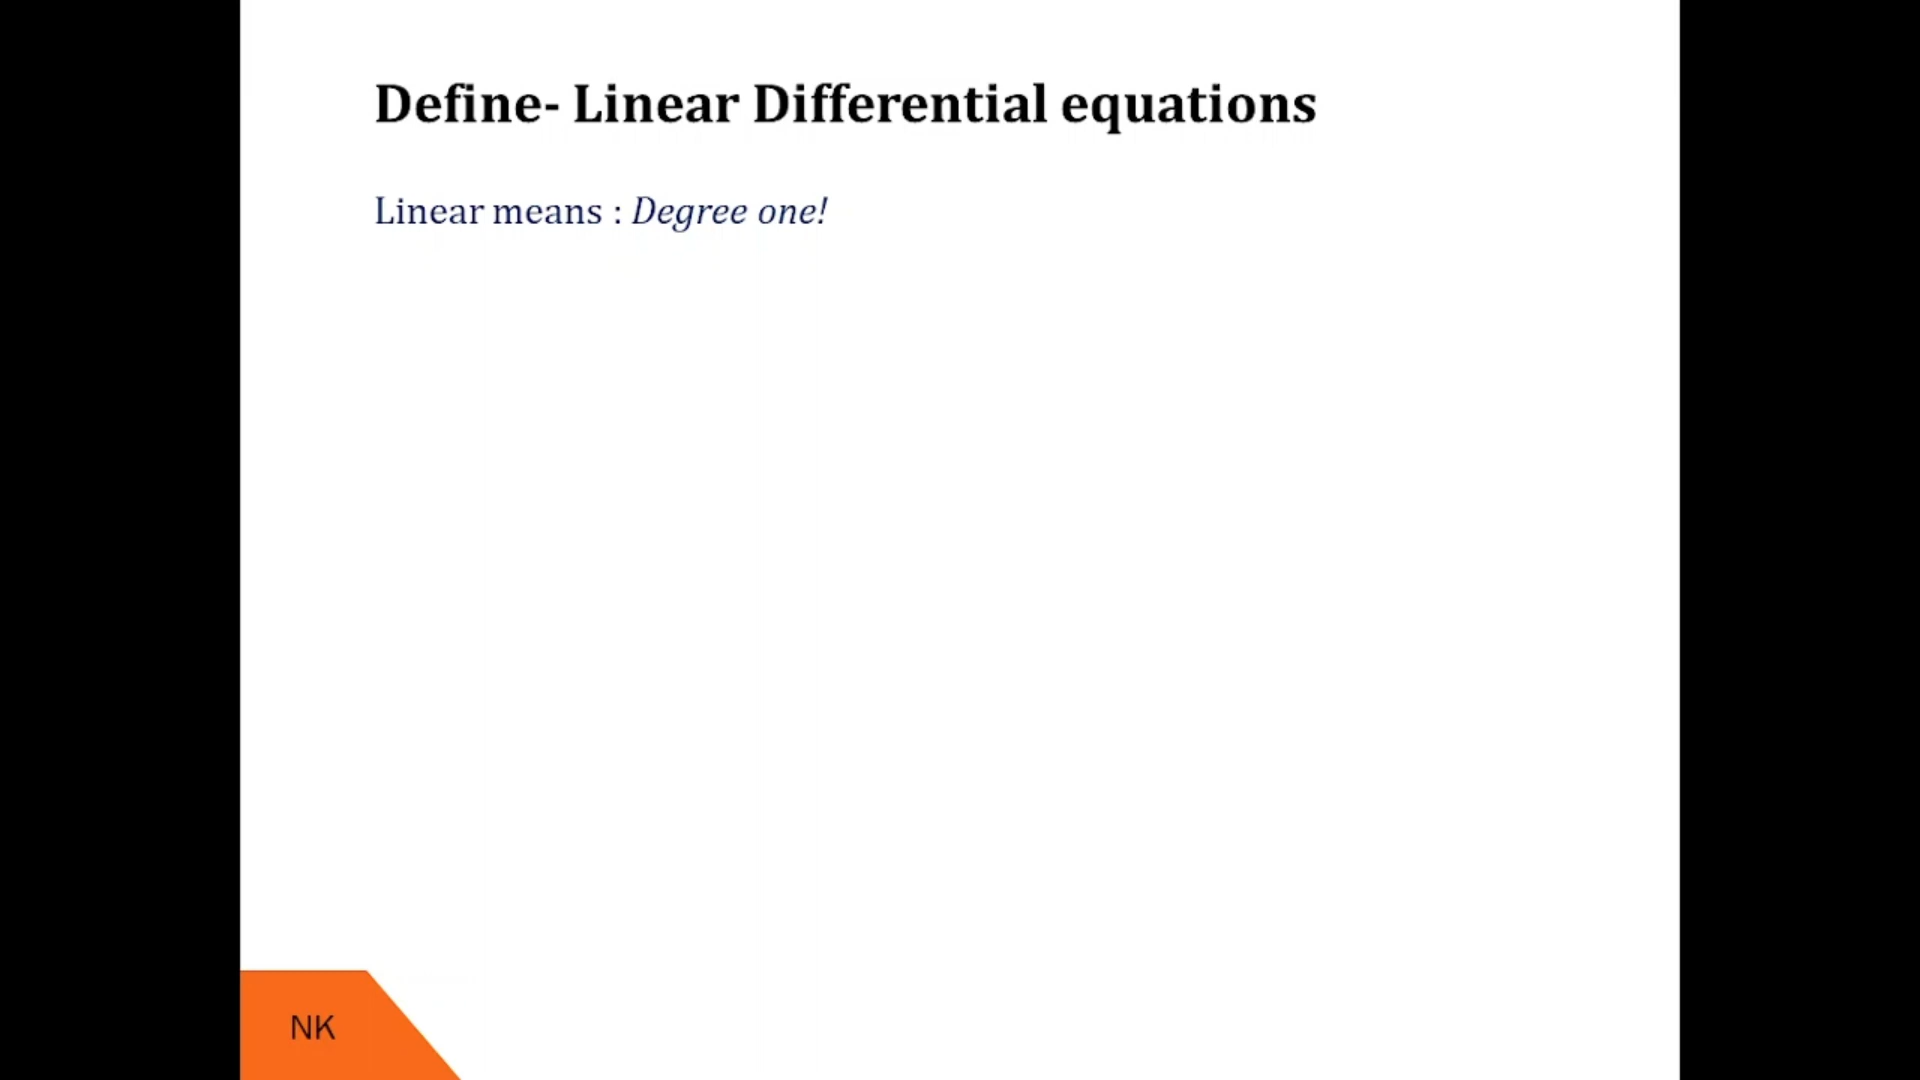 Define- Linear Differential equations
Linear means : Degree one!
NK